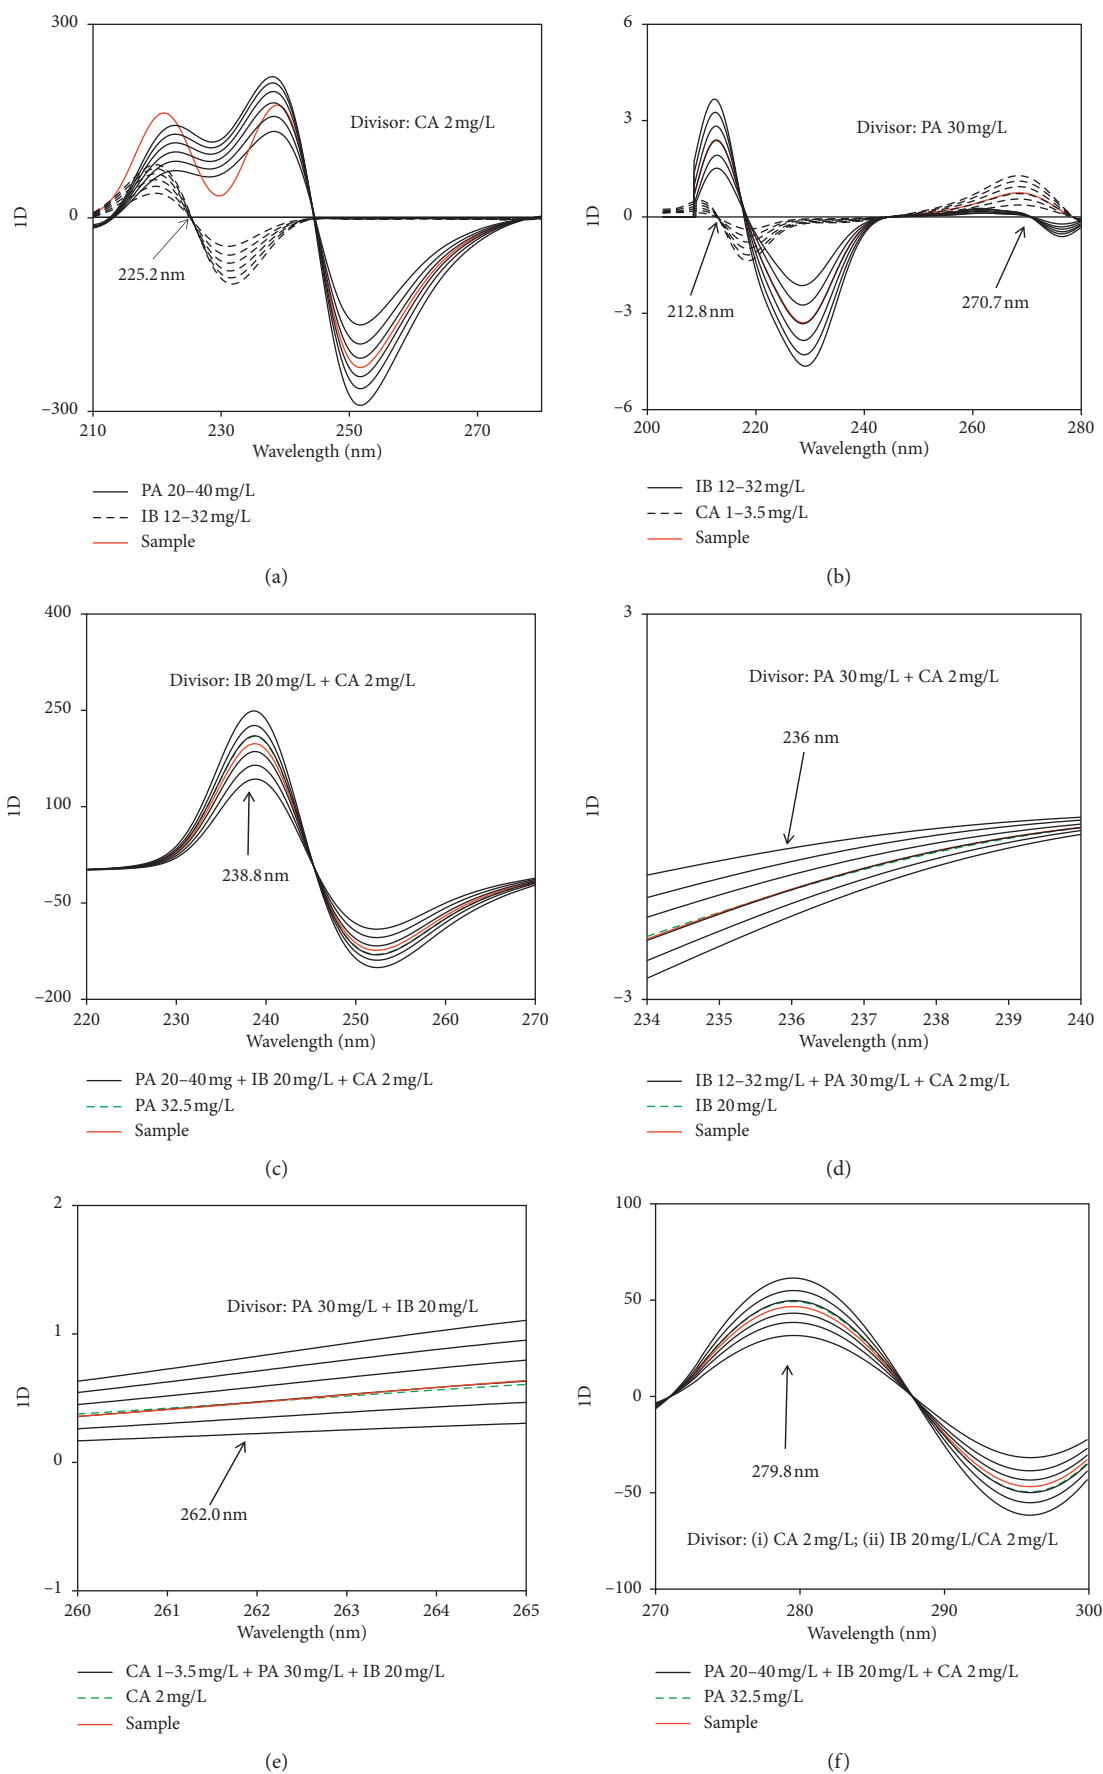 300
150
0
–300
1D
Divisor: CA 2 mg/L
225.2 nm
210
230
250
270
Wavelength (nm)
PA 20–40 mg/L
IB 12–32 mg/L
Sample
(a)
6
3
0
–3
–6
1D
Divisor: PA 30 mg/L
212.8 nm
270.7 nm
200
220
240
260
280
Wavelength (nm)
IB 12–32 mg/L
CA 1–3.5 mg/L
Sample
(b)
400
250
100
–50
–200
1D
Divisor: IB 20 mg/L + CA 2 mg/L
238.8 nm
220
230
240
250
260
270
Wavelength (nm)
PA 20–40 mg + IB 20 mg/L + CA 2 mg/L
PA 32.5 mg/L
Sample
(c)
3
–3
1D
Divisor: PA 30 mg/L + CA 2 mg/L
236 nm
234
235
236
237
238
239
240
Wavelength (nm)
IB 12–32 mg/L + PA 30 mg/L + CA 2 mg/L
IB 20 mg/L
Sample
(d)
2
1
0
–1
1D
Divisor: PA 30 mg/L + IB 20 mg/L
262.0 nm
260
261
262
263
264
265
Wavelength (nm)
CA 1–3.5 mg/L + PA 30 mg/L + IB 20 mg/L
CA 2 mg/L
Sample
(e)
100
50
0
–50
–100
1D
279.8 nm
Divisor: (i) CA 2 mg/L; (ii) IB 20 mg/L/CA 2 mg/L
270
280
290
300
Wavelength (nm)
PA 20–40 mg/L + IB 20 mg/L + CA 2 mg/L
PA 32.5 mg/L
Sample
(f)